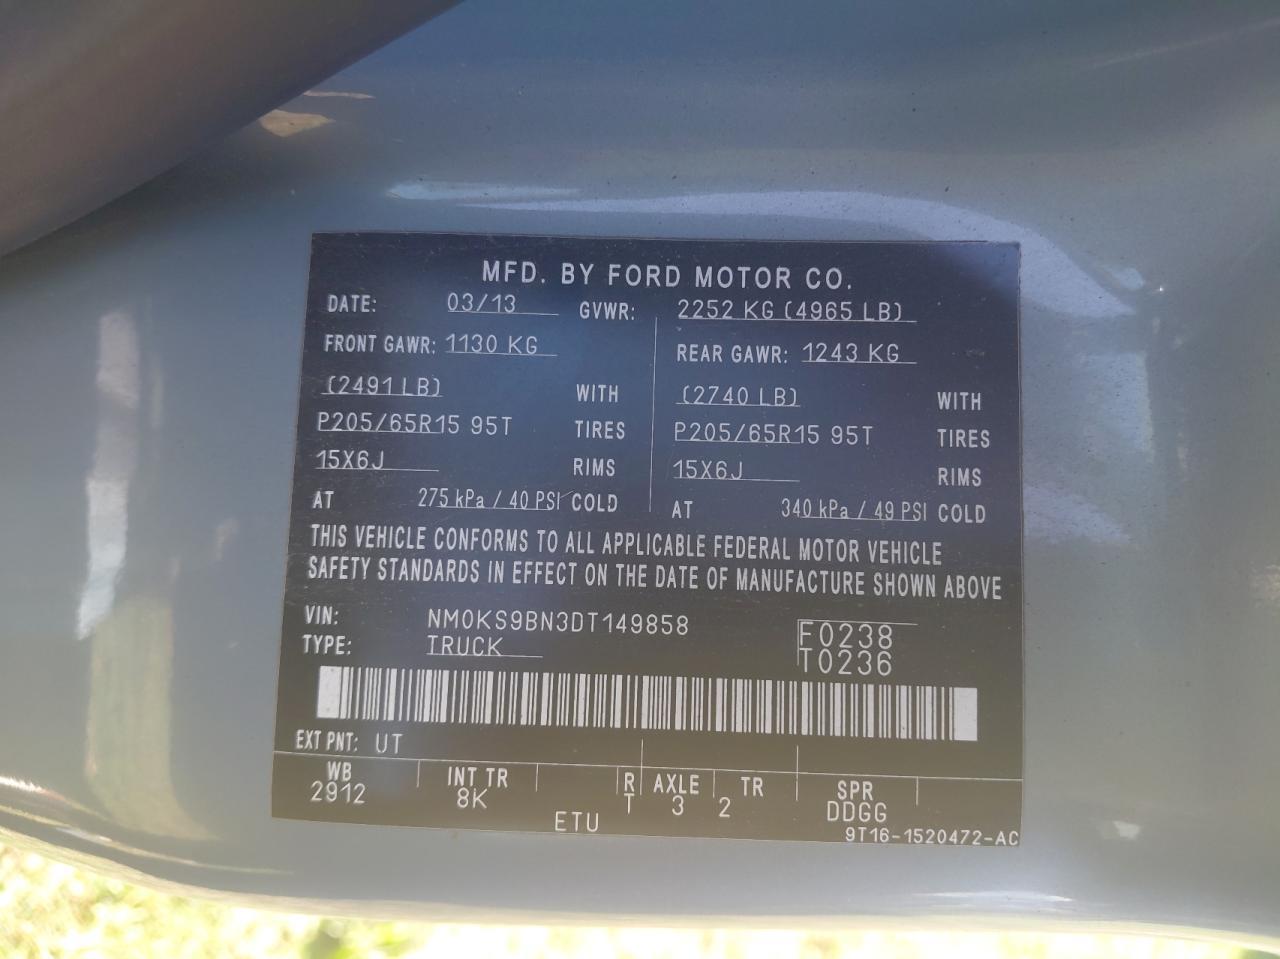 MFD. BY FORD MOTOR CO.
DATE: 03/13 GVWR: 2252 KG (4965 LB)
FRONT GAWR: 1130 KG REAR GAWR: 1243 KG
(2491 LB) WITH (2740 LB) WITH
P205/65R15 95T TIRES P205/65R15 95T TIRES
15X6J RIMS 15X6J RIMS
AT 275 kPa / 40 PSI COLD AT 340 kPa / 49 PSI COLD
THIS VEHICLE CONFORMS TO ALL APPLICABLE FEDERAL MOTOR VEHICLE
SAFETY STANDARDS IN EFFECT ON THE DATE OF MANUFACTURE SHOWN ABOVE
VIN: NM0KS9BN3DT149858 F0238
TYPE: TRUCK T0236
EXT PNT: UT
WB INT TR R AXLE TR SPR
2912 8K T 3 2 DDGG
ETU 9T16-1520472-AC